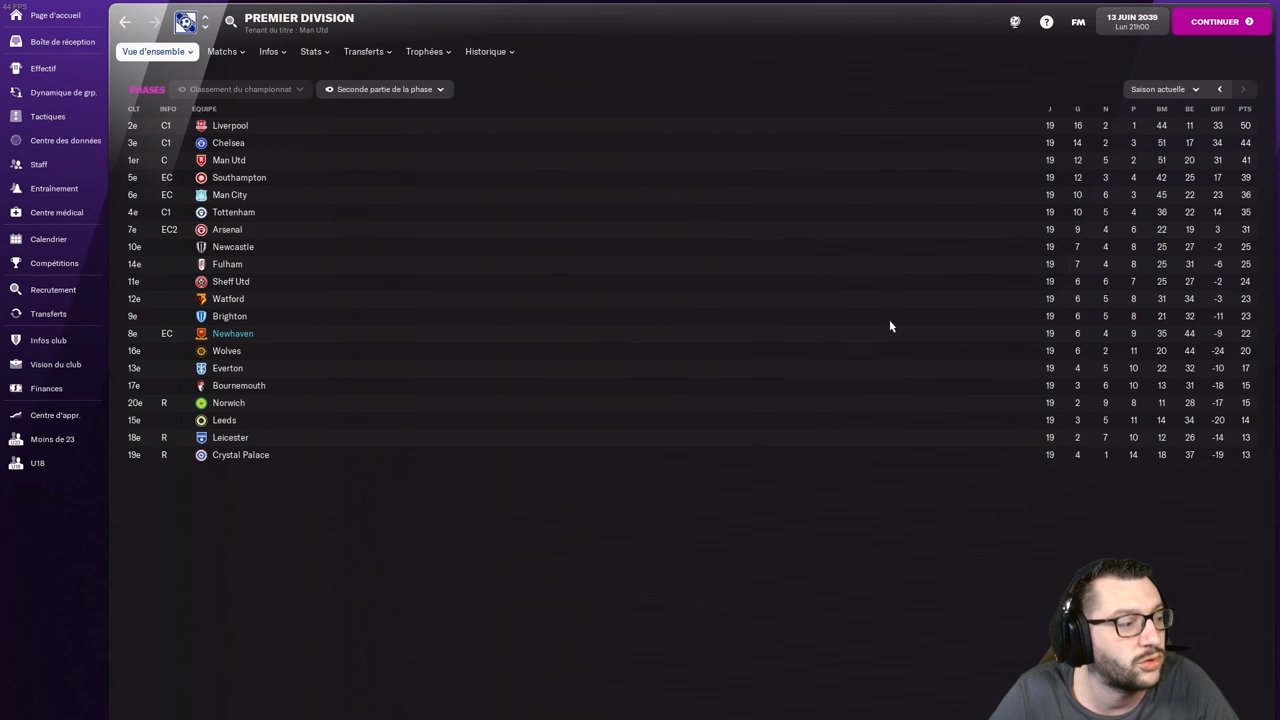 44 FPS
Page d'accueil
Boîte de réception
Effectif
Dynamique de grp.
Tactiques
Centre des données
Staff
Entraînement
Centre médical
Calendrier
Compétitions
Recrutement
Transferts
Infos club
Vision du club
Finances
Centre d'appr.
Moins de 23
U18
PREMIER DIVISION
Tenant du titre : Man Utd
? FM 13 JUIN 2039 CONTINUER
Lun 21h00
Vue d'ensemble Matchs Infos Stats Transferts Trophées Historique
PHASES Classement du championnat Seconde partie de la phase Saison actuelle
CLT INFO ÉQUIPE J G N P BM BE DIFF PTS
2e C1 Liverpool 19 16 2 1 44 11 33 50
3e C1 Chelsea 19 14 2 3 51 17 34 44
1er C Man Utd 19 12 5 2 51 20 31 41
5e EC Southampton 19 12 3 4 42 25 17 39
6e EC Man City 19 10 6 3 45 22 23 36
4e C1 Tottenham 19 10 5 4 36 22 14 35
7e EC2 Arsenal 19 9 4 6 22 19 3 31
10e Newcastle 19 7 4 8 25 27 -2 25
14e Fulham 19 7 4 8 25 31 -6 25
11e Sheff Utd 19 6 6 7 25 27 -2 24
12e Watford 19 6 5 8 31 34 -3 23
9e Brighton 19 6 5 8 21 32 -11 23
8e EC Newhaven 19 6 4 9 35 44 -9 22
16e Wolves 19 6 2 11 20 44 -24 20
13e Everton 19 4 5 10 22 32 -10 17
17e Bournemouth 19 3 6 10 13 31 -18 15
20e R Norwich 19 2 9 8 11 28 -17 15
15e Leeds 19 3 5 11 14 34 -20 14
18e R Leicester 19 2 7 10 12 26 -14 13
19e R Crystal Palace 19 4 1 14 18 37 -19 13